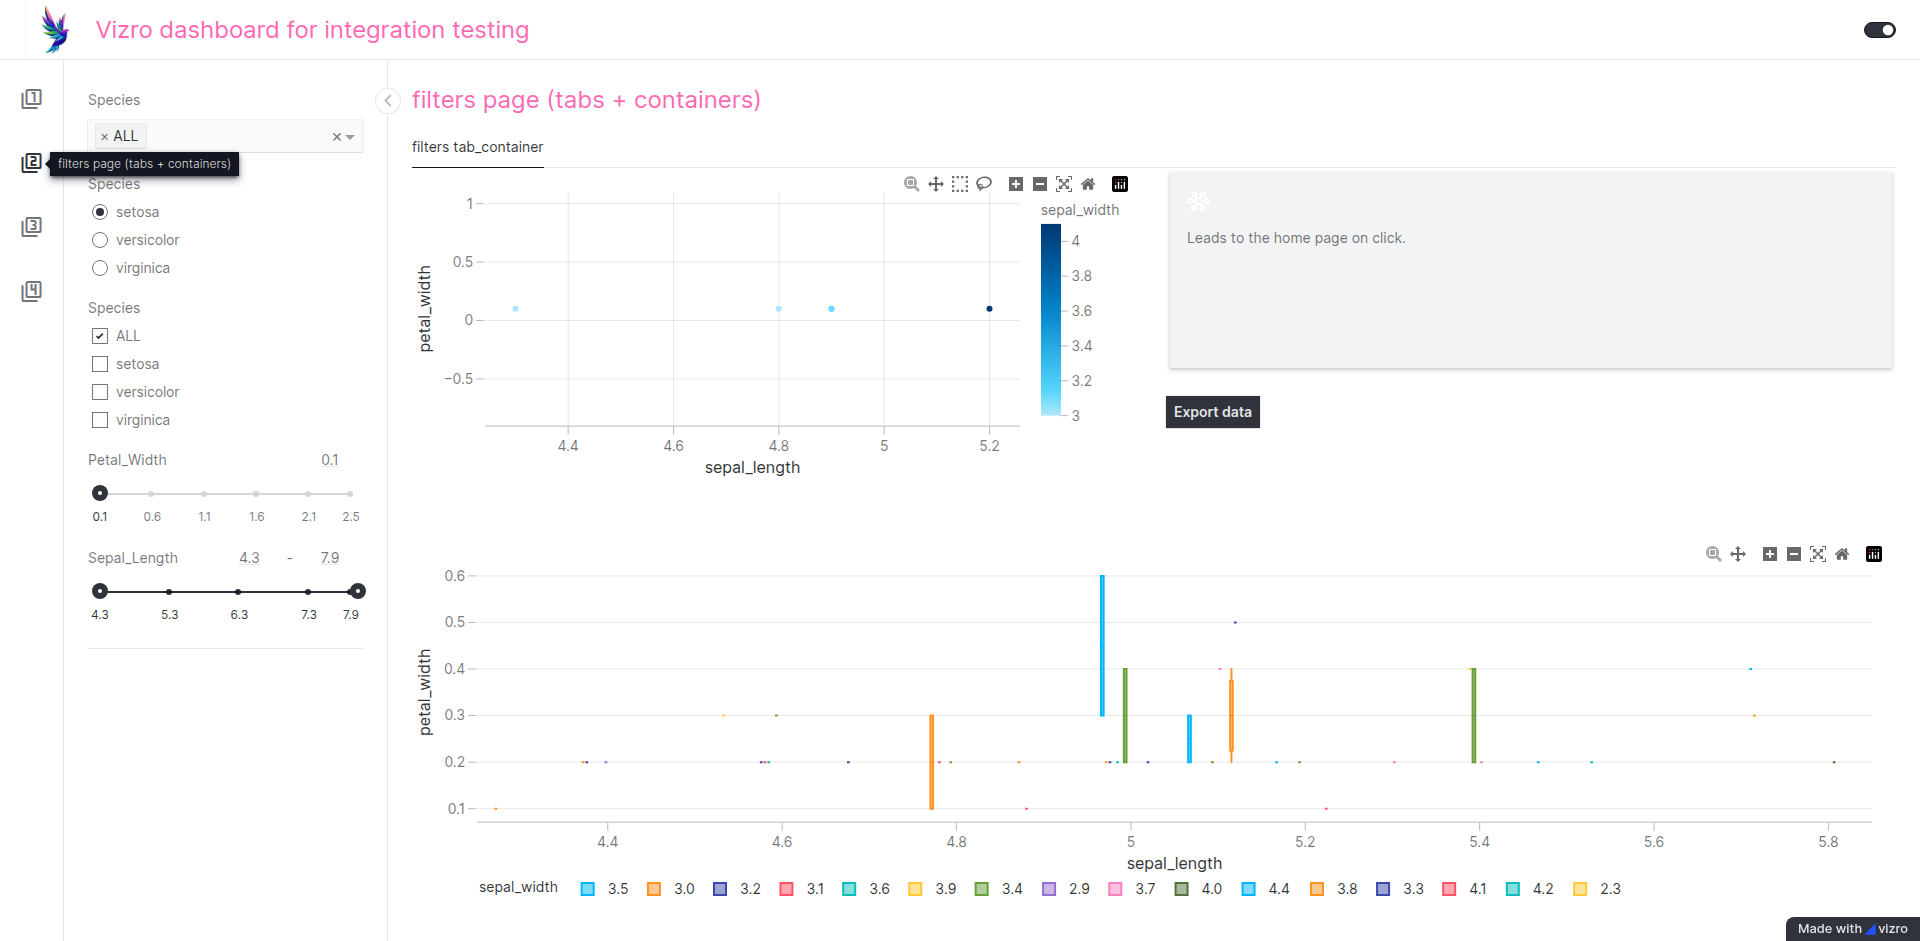 Vizro dashboard for integration testing
1
2
3
4
filters page (tabs + containers)
Species
× ALL
Species
setosa
versicolor
virginica
Species
ALL
setosa
versicolor
virginica
Petal_Width 0.1
0.1 0.6 1.1 1.6 2.1 2.5
Sepal_Length 4.3 - 7.9
4.3 5.3 6.3 7.3 7.9
filters page (tabs + containers)
filters tab_container
sepal_width
4
3.8
3.6
3.4
3.2
3
petal_width
1
0.5
0
−0.5
4.4 4.6 4.8 5 5.2
sepal_length
Leads to the home page on click.
Export data
petal_width
0.6
0.5
0.4
0.3
0.2
0.1
4.4 4.6 4.8 5 5.2 5.4 5.6 5.8
sepal_length
sepal_width 3.5 3.0 3.2 3.1 3.6 3.9 3.4 2.9 3.7 4.0 4.4 3.8 3.3 4.1 4.2 2.3
Made with vizro